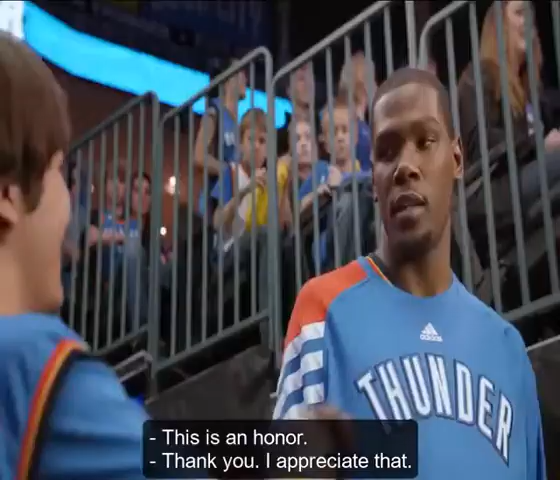 adidas
THUNDER
- This is an honor.
- Thank you. I appreciate that.